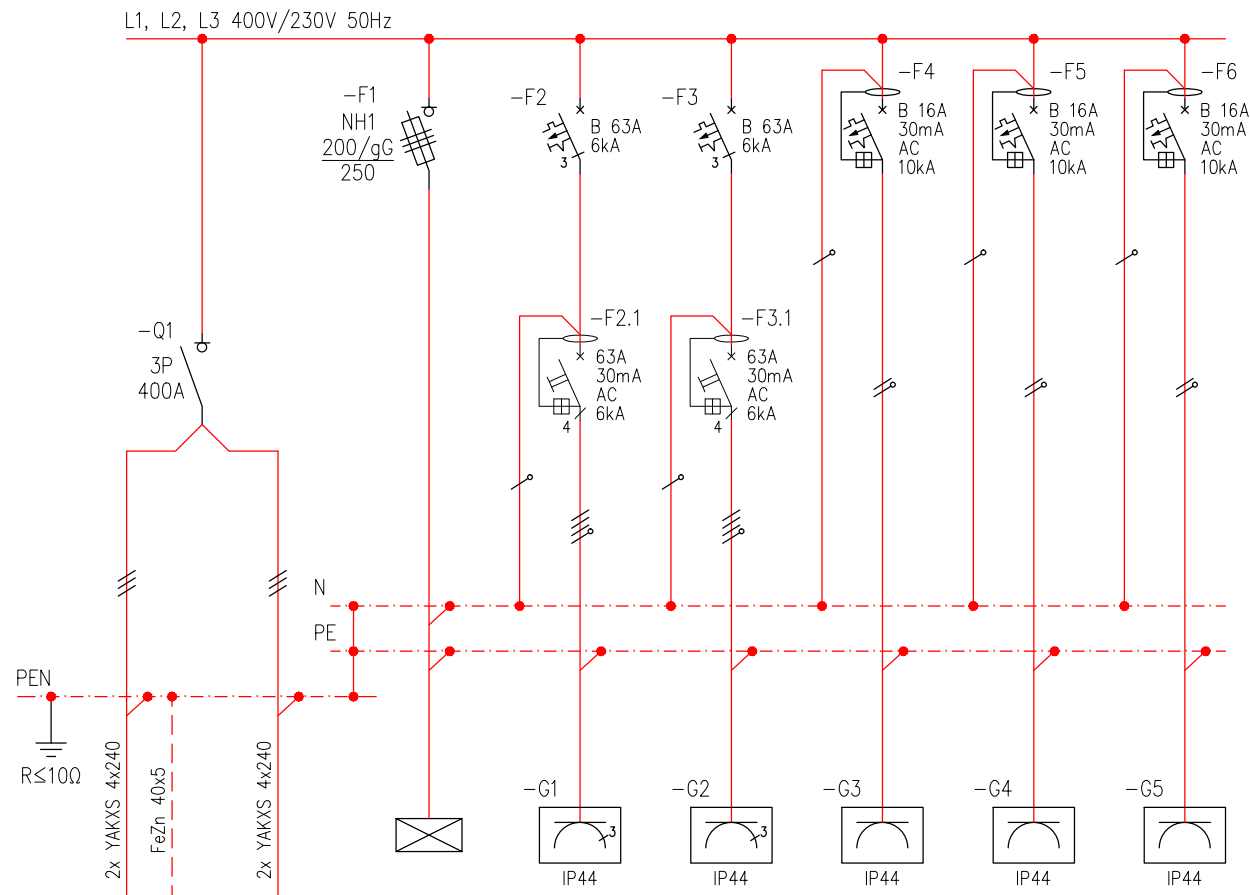 L1, L2, L3 400V/230V 50Hz
-F1
NH1
200/gG
250
-F2
B 63A
6kA
3
-F3
B 63A
6kA
3
-F4
B 16A
30mA
AC
10kA
-F5
B 16A
30mA
AC
10kA
-F6
B 16A
30mA
AC
10kA
-Q1
3P
400A
-F2.1
63A
30mA
AC
6kA
4
-F3.1
63A
30mA
AC
6kA
4
N
PE
PEN
R≤10Ω
2x YAKXS 4x240
FeZn 40x5
2x YAKXS 4x240
-G1
3
IP44
-G2
3
IP44
-G3
IP44
-G4
IP44
-G5
IP44